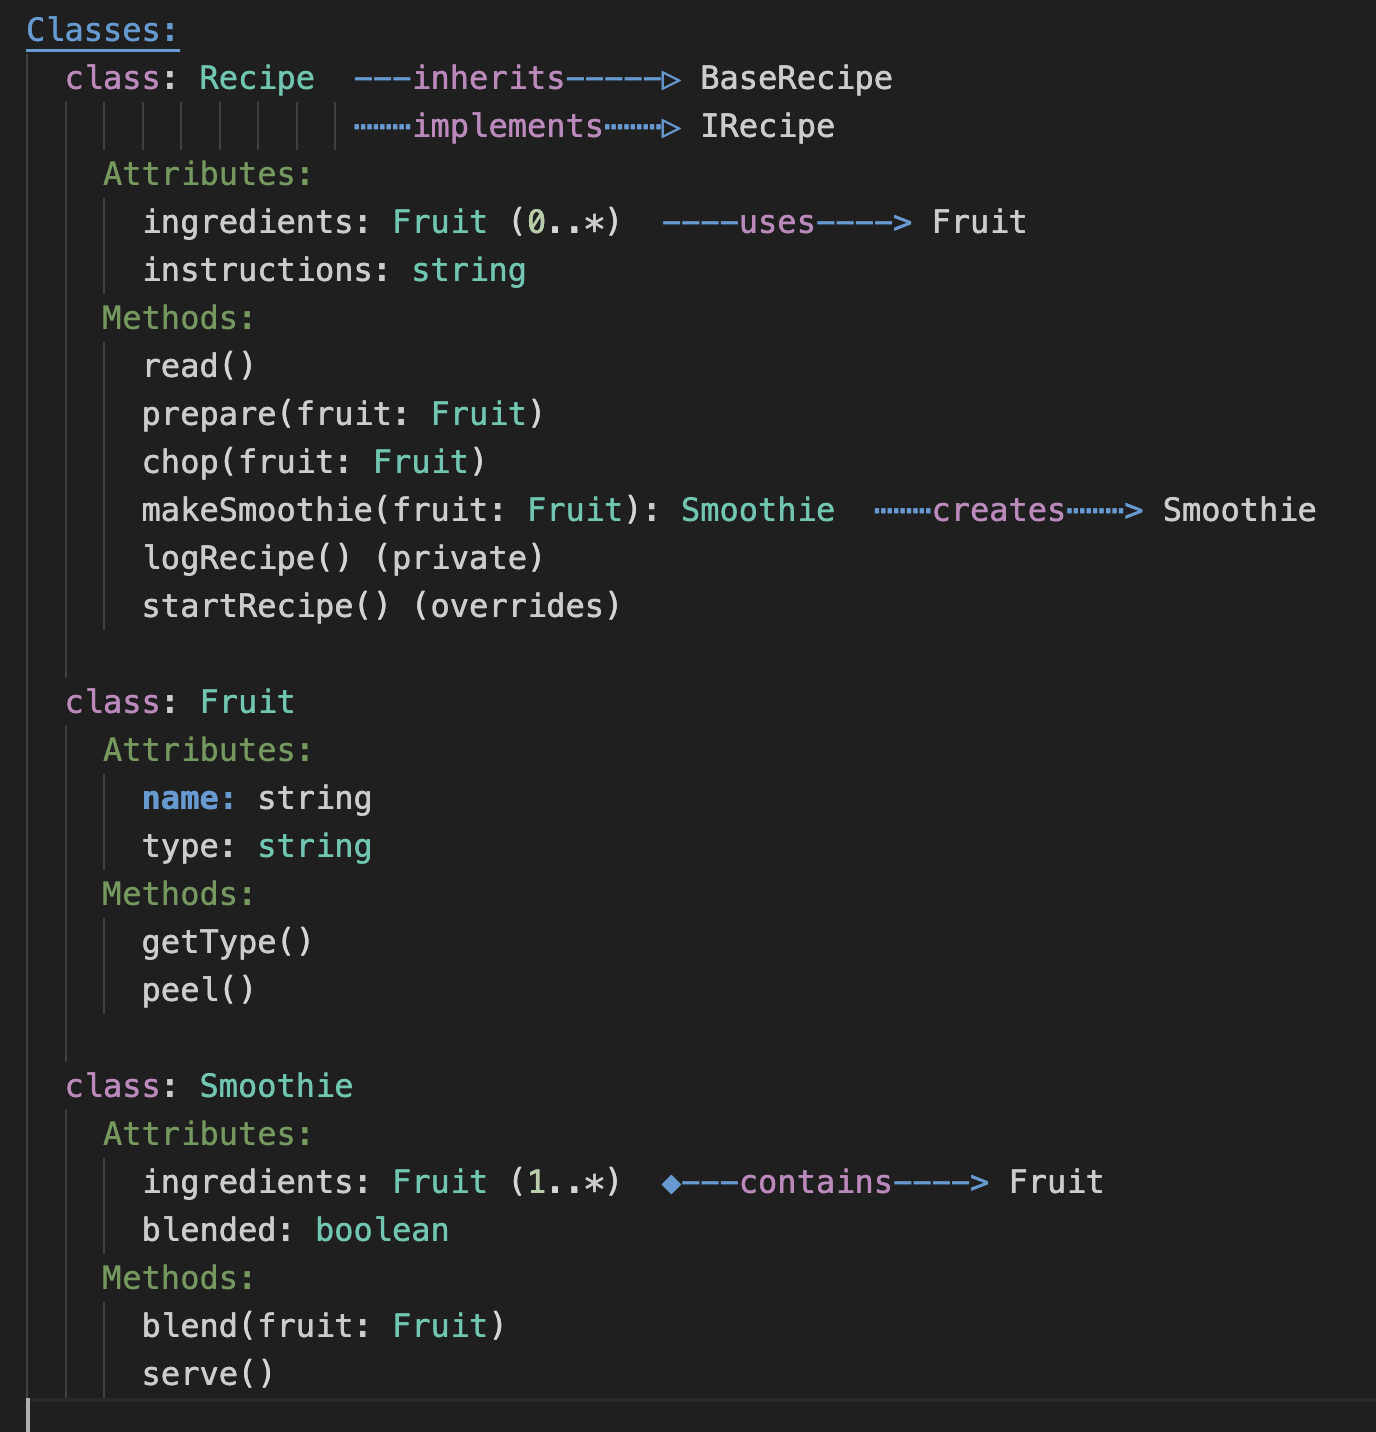 Classes:
class: Recipe ---inherits-----▷ BaseRecipe
┉┉┉implements┉┉┉▷ IRecipe
Attributes:
ingredients: Fruit (0..*) ----uses----> Fruit
instructions: string
Methods:
read()
prepare(fruit: Fruit)
chop(fruit: Fruit)
makeSmoothie(fruit: Fruit): Smoothie ┉┉┉creates┉┉┉> Smoothie
logRecipe() (private)
startRecipe() (overrides)
class: Fruit
Attributes:
name: string
type: string
Methods:
getType()
peel()
class: Smoothie
Attributes:
ingredients: Fruit (1..*) ◆---contains----> Fruit
blended: boolean
Methods:
blend(fruit: Fruit)
serve()